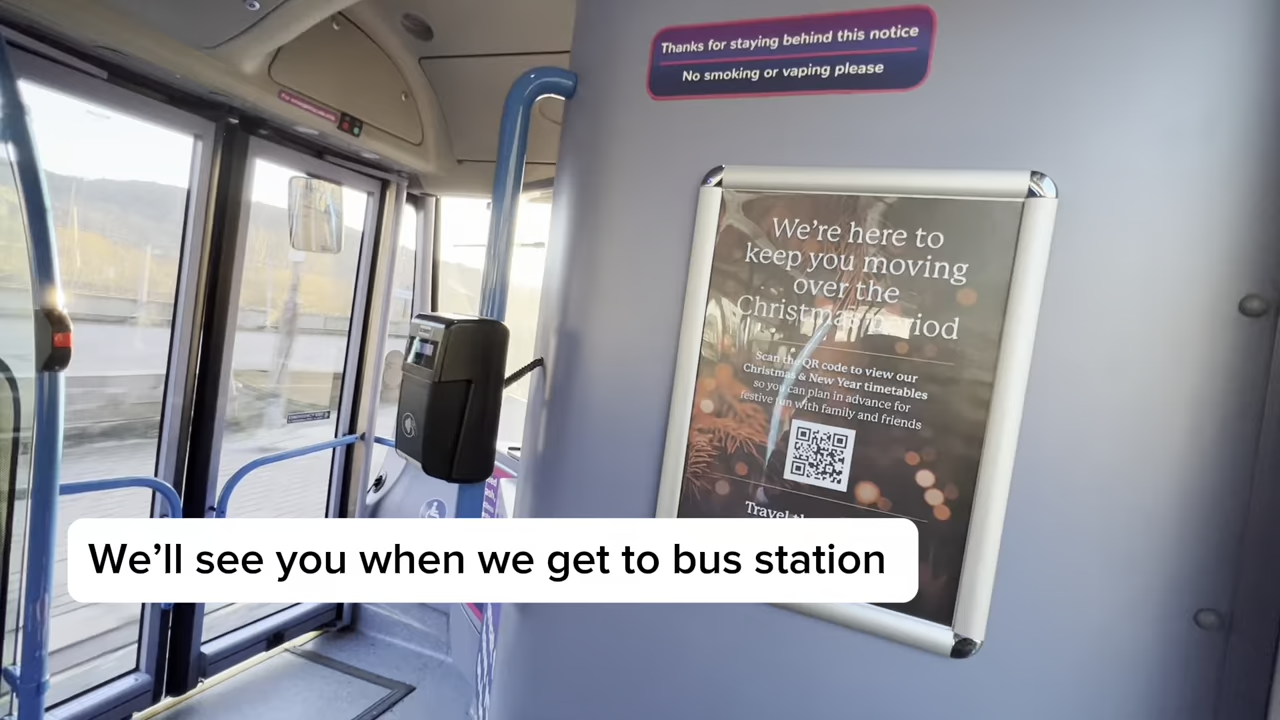 Thanks for staying behind this notice
No smoking or vaping please
We're here to
keep you moving
over the
Christmas period
Scan the QR code to view our
Christmas & New Year timetables
so you can plan in advance for
festive fun with family and friends
Travel
We'll see you when we get to bus station